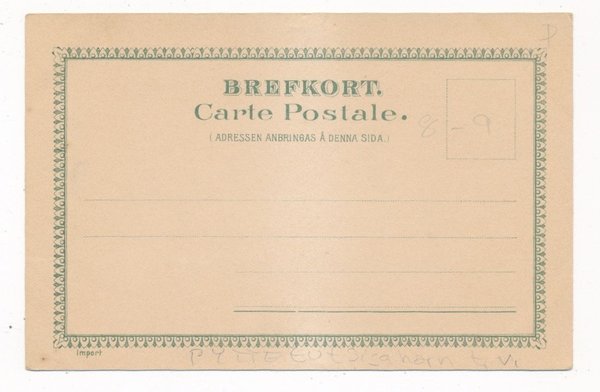 BREFKORT.
Carte Postale.
(ADRESSEN ANBRINGAS Å DENNA SIDA.)
8 - 9
Import